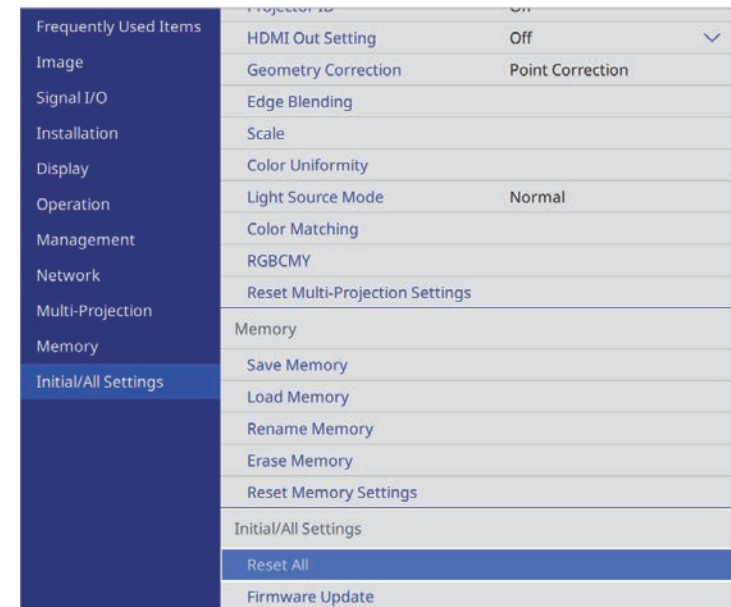 Frequently Used Items
Image
Signal I/O
Installation
Display
Operation
Management
Network
Multi-Projection
Memory
Initial/All Settings
Projector ID Off
HDMI Out Setting Off
Geometry Correction Point Correction
Edge Blending
Scale
Color Uniformity
Light Source Mode Normal
Color Matching
RGBCMY
Reset Multi-Projection Settings
Memory
Save Memory
Load Memory
Rename Memory
Erase Memory
Reset Memory Settings
Initial/All Settings
Reset All
Firmware Update